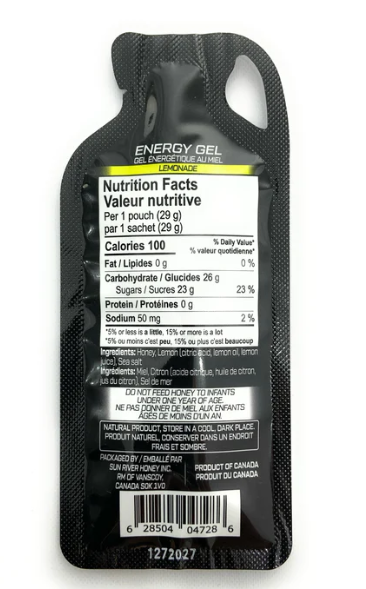 ENERGY GEL
GEL ÉNERGÉTIQUE AU MIEL
LEMONADE
Nutrition Facts
Valeur nutritive
Per 1 pouch (29 g)
par 1 sachet (29 g)
Calories 100
% Daily Value*
% valeur quotidienne*
Fat / Lipides 0 g 0 %
Carbohydrate / Glucides 26 g
Sugars / Sucres 23 g 23 %
Protein / Protéines 0 g
Sodium 50 mg 2 %
*5% or less is a little, 15% or more is a lot
*5% ou moins c'est peu, 15% ou plus c'est beaucoup
Ingredients: Honey, Lemon (citric acid, lemon oil, lemon
juice), Sea salt
Ingrédients: Miel, Citron (acide citrique, huile de citron,
jus du citron), Sel de mer
DO NOT FEED HONEY TO INFANTS
UNDER ONE YEAR OF AGE.
NE PAS DONNER DE MIEL AUX ENFANTS
ÂGÉS DE MOINS D'UN AN.
NATURAL PRODUCT, STORE IN A COOL, DARK PLACE.
PRODUIT NATUREL, CONSERVER DANS UN ENDROIT
FRAIS ET SOMBRE.
PACKAGED BY / EMBALLÉ PAR
SUN RIVER HONEY INC.
RM OF VANSCOY,
CANADA S0K 1V0
PRODUCT OF CANADA
PRODUIT DU CANADA
6 28504 04728 6
1272027